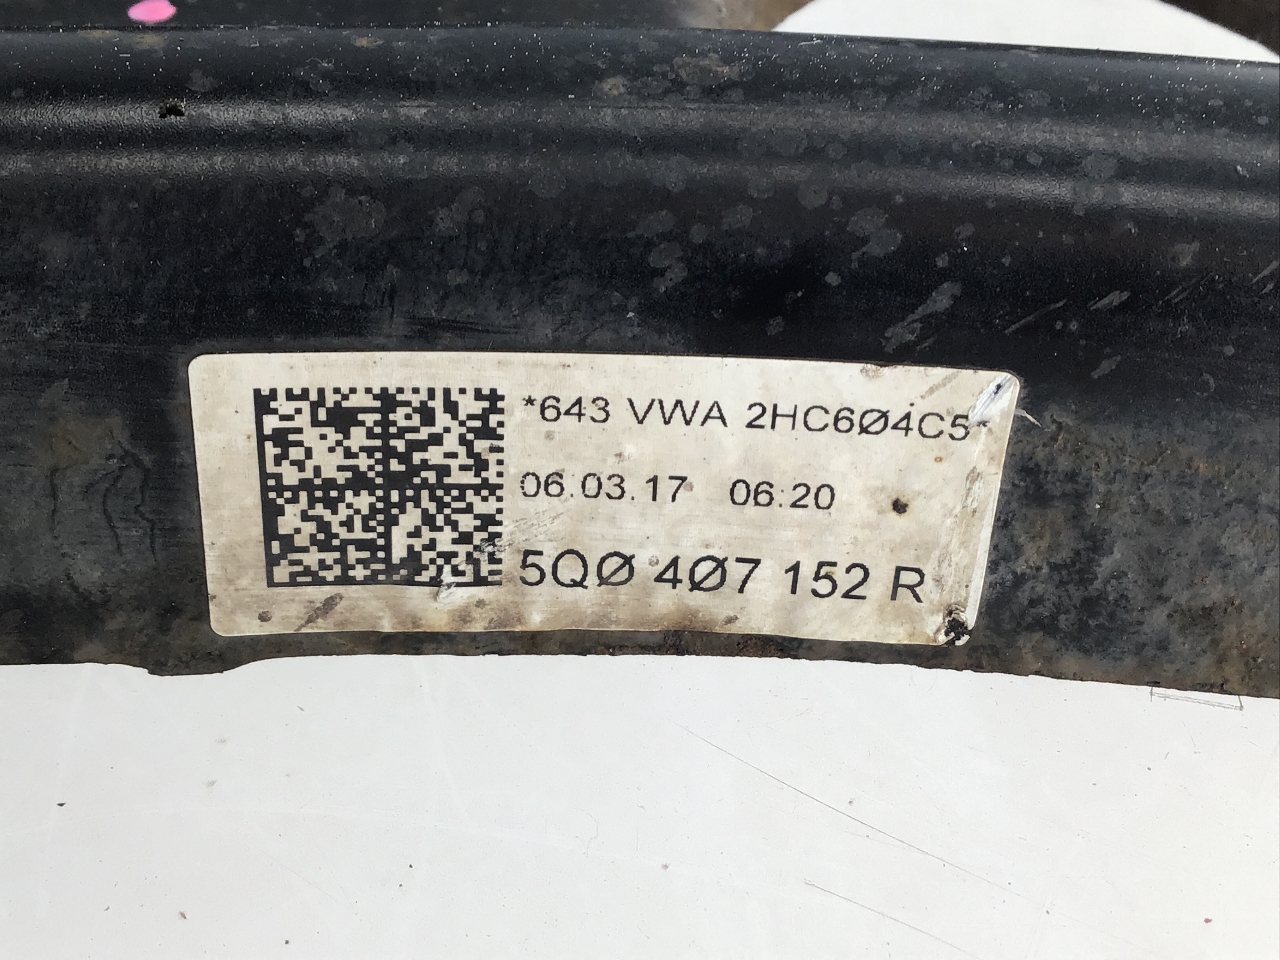 *643 VWA 2HC6Ø4C5*
06.03.17 06:20
5QØ 4Ø7 152 R